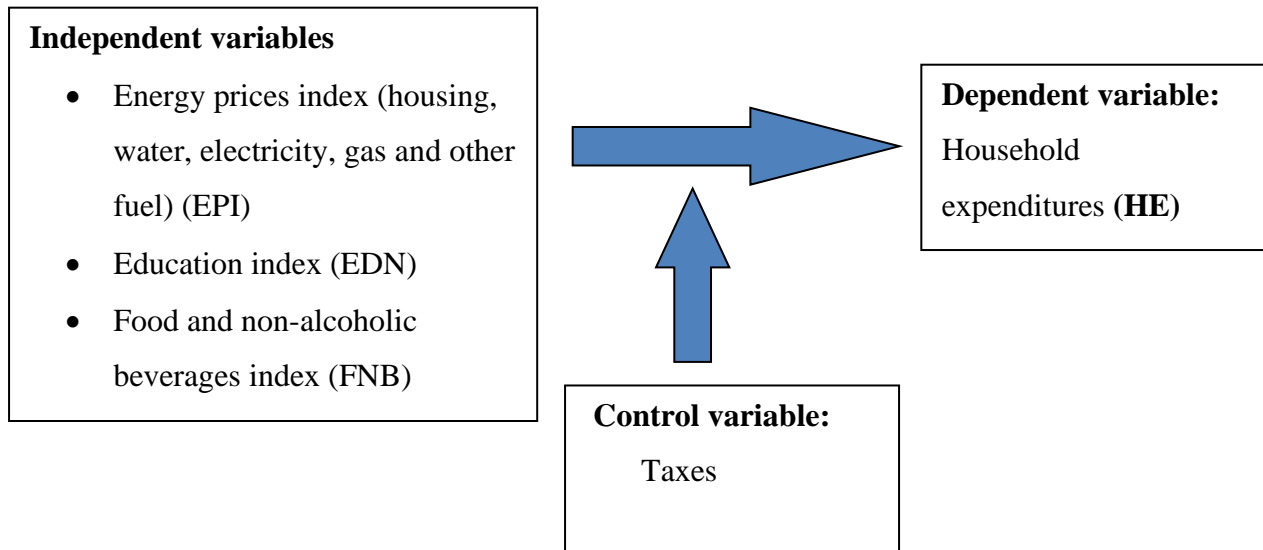 Independent variables
• Energy prices index (housing,
water, electricity, gas and other
fuel) (EPI)
• Education index (EDN)
• Food and non-alcoholic
beverages index (FNB)
Dependent variable:
Household
expenditures (HE)
Control variable:
Taxes